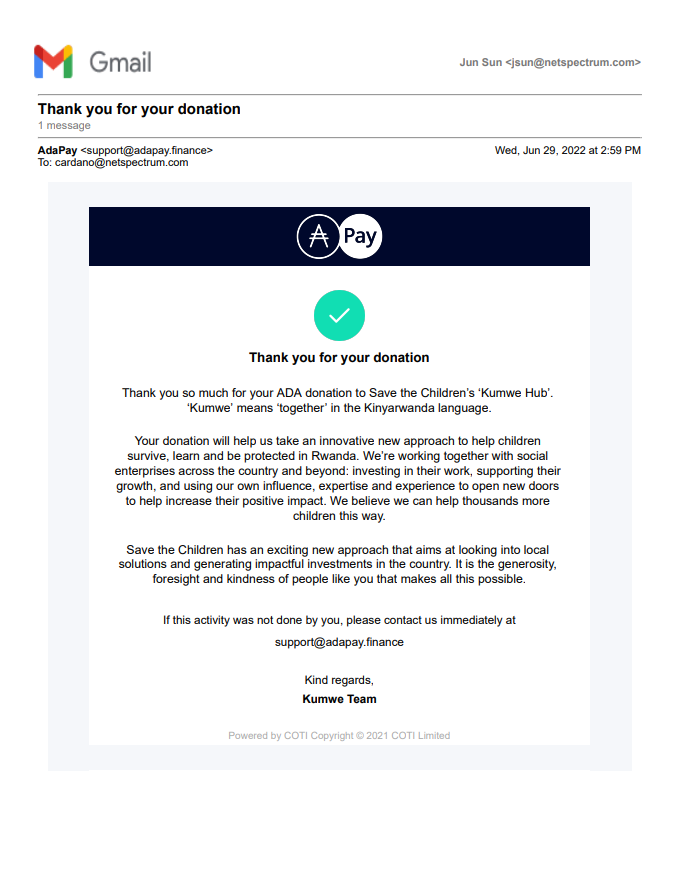 Gmail
Jun Sun <jsun@netspectrum.com>
Thank you for your donation
1 message
AdaPay <support@adapay.finance>
Wed, Jun 29, 2022 at 2:59 PM
To: cardano@netspectrum.com
Pay
Thank you for your donation
Thank you so much for your ADA donation to Save the Children's ‘Kumwe Hub’.
‘Kumwe’ means ‘together’ in the Kinyarwanda language.
Your donation will help us take an innovative new approach to help children
survive, learn and be protected in Rwanda. We’re working together with social
enterprises across the country and beyond: investing in their work, supporting their
growth, and using our own influence, expertise and experience to open new doors
to help increase their positive impact. We believe we can help thousands more
children this way.
Save the Children has an exciting new approach that aims at looking into local
solutions and generating impactful investments in the country. It is the generosity,
foresight and kindness of people like you that makes all this possible.
If this activity was not done by you, please contact us immediately at
support@adapay.finance
Kind regards,
Kumwe Team
Powered by COTI Copyright © 2021 COTI Limited